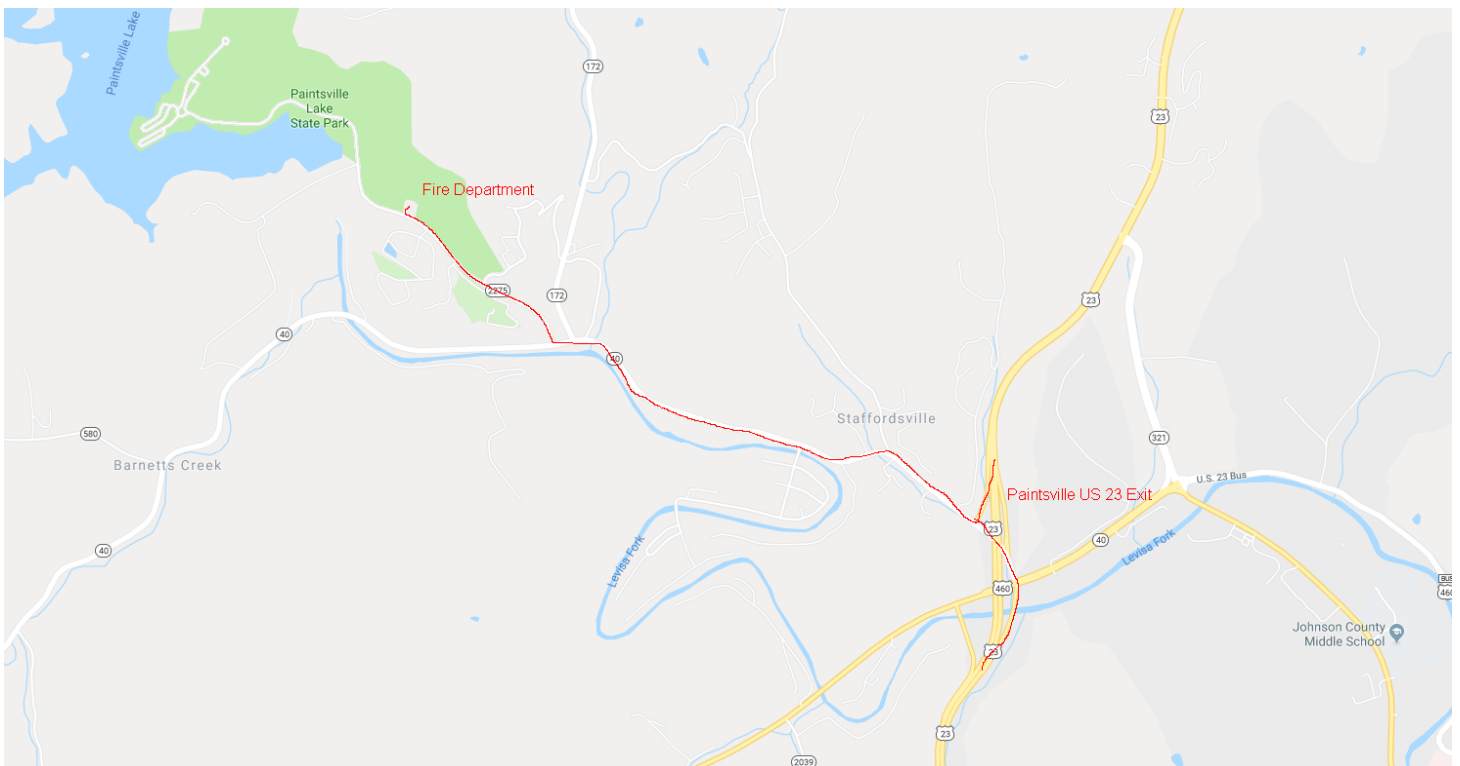 Paintsville Lake
Paintsville
Lake
State Park
172
23
Fire Department
2275
172
23
40
40
Staffordsville
580
Barnetts Creek
321
U.S. 23 Bus
Paintsville US 23 Exit
23
40
40
Levisa Fork
Levisa Fork
460
BUS
460
Johnson County
Middle School
23
23
2039